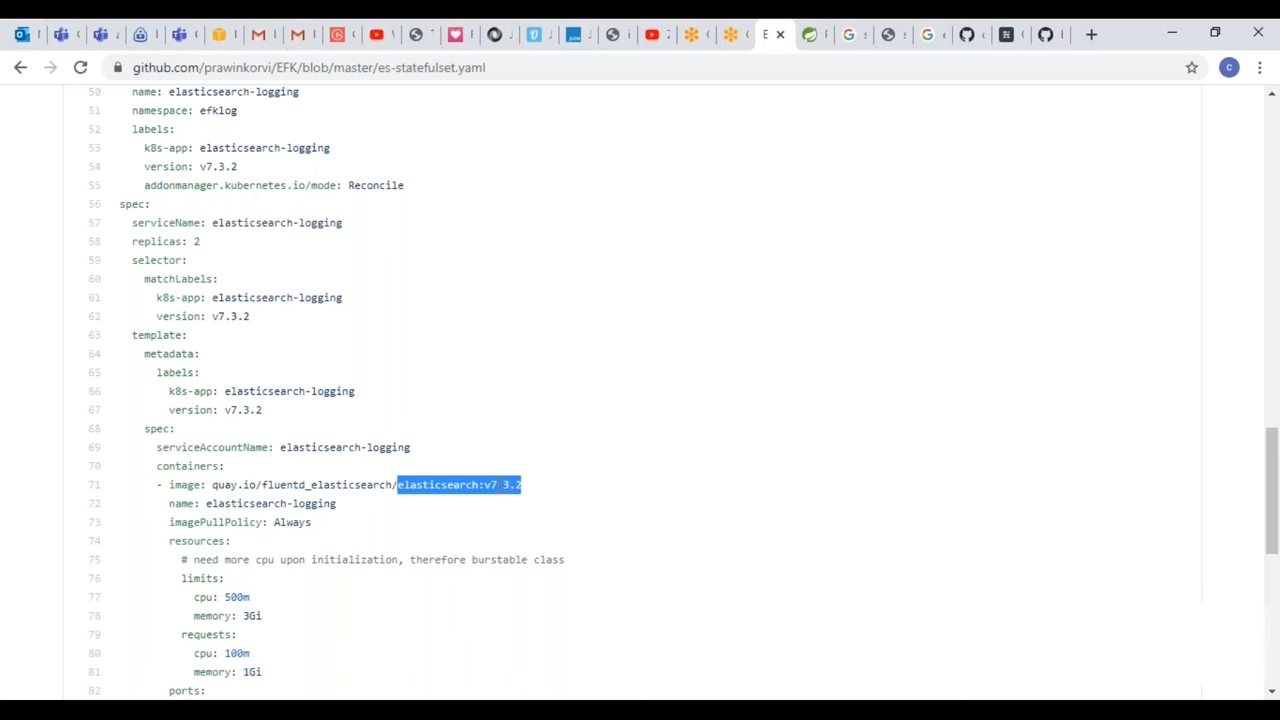 github.com/prawinkorvi/EFK/blob/master/es-statefulset.yaml
50 name: elasticsearch-logging
51 namespace: efklog
52 labels:
53 k8s-app: elasticsearch-logging
54 version: v7.3.2
55 addonmanager.kubernetes.io/mode: Reconcile
56 spec:
57 serviceName: elasticsearch-logging
58 replicas: 2
59 selector:
60 matchLabels:
61 k8s-app: elasticsearch-logging
62 version: v7.3.2
63 template:
64 metadata:
65 labels:
66 k8s-app: elasticsearch-logging
67 version: v7.3.2
68 spec:
69 serviceAccountName: elasticsearch-logging
70 containers:
71 - image: quay.io/fluentd_elasticsearch/elasticsearch:v7.3.2
72 name: elasticsearch-logging
73 imagePullPolicy: Always
74 resources:
75 # need more cpu upon initialization, therefore burstable class
76 limits:
77 cpu: 500m
78 memory: 3Gi
79 requests:
80 cpu: 100m
81 memory: 1Gi
82 ports: